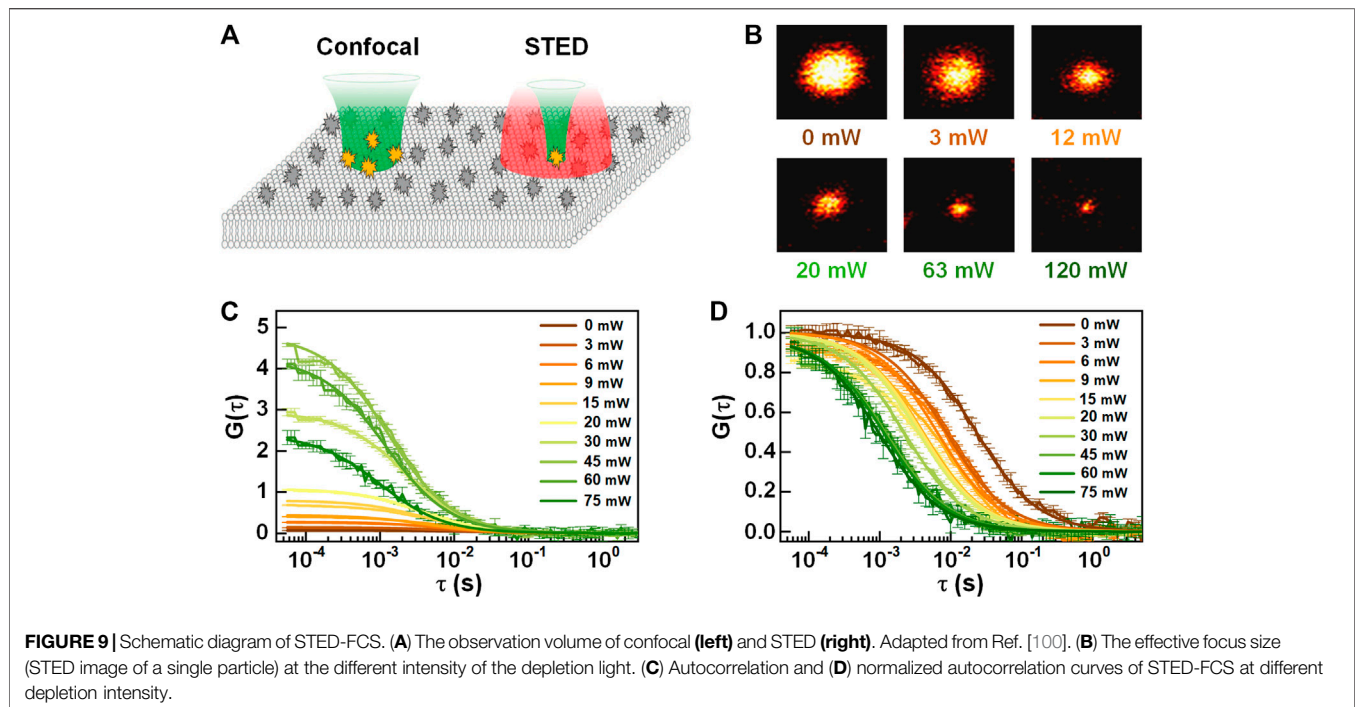 A
Confocal
STED
B
0 mW
3 mW
12 mW
20 mW
63 mW
120 mW
C
5
4
3
2
1
0
G(τ)
10⁻⁴
10⁻³
10⁻²
10⁻¹
10⁰
τ (s)
0 mW
3 mW
6 mW
9 mW
15 mW
20 mW
30 mW
45 mW
60 mW
75 mW
D
1.0
0.8
0.6
0.4
0.2
0.0
G(τ)
10⁻⁴
10⁻³
10⁻²
10⁻¹
10⁰
τ (s)
0 mW
3 mW
6 mW
9 mW
15 mW
20 mW
30 mW
45 mW
60 mW
75 mW
FIGURE 9 | Schematic diagram of STED-FCS. (A) The observation volume of confocal (left) and STED (right). Adapted from Ref. [100]. (B) The effective focus size
(STED image of a single particle) at the different intensity of the depletion light. (C) Autocorrelation and (D) normalized autocorrelation curves of STED-FCS at different
depletion intensity.